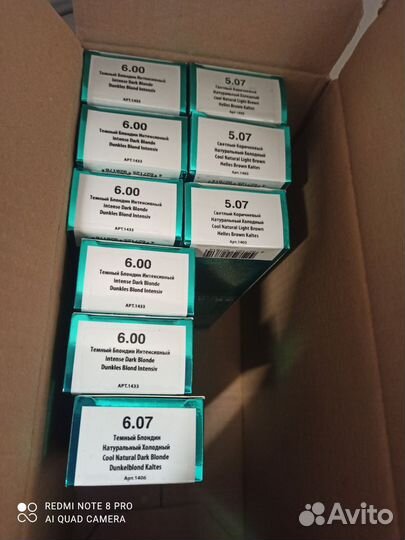 6.00
Темный Блондин Интенсивный
Intense Dark Blonde
Dunkles Blond Intensiv
АРТ.1433
6.00
Темный Блондин Интенсивный
Intense Dark Blonde
Dunkles Blond Intensiv
АРТ.1433
6.00
Темный Блондин Интенсивный
Intense Dark Blonde
Dunkles Blond Intensiv
АРТ.1433
6.00
Темный Блондин Интенсивный
Intense Dark Blonde
Dunkles Blond Intensiv
АРТ.1433
6.00
Темный Блондин Интенсивный
Intense Dark Blonde
Dunkles Blond Intensiv
АРТ.1433
6.07
Темный Блондин
Натуральный Холодный
Cool Natural Dark Blonde
Dunkelblond Kaltes
Арт.1406
5.07
Светлый Коричневый
Натуральный Холодный
Cool Natural Light Brown
Helles Brown Kaltes
5.07
Светлый Коричневый
Натуральный Холодный
Cool Natural Light Brown
Helles Brown Kaltes
Арт.1403
5.07
Светлый Коричневый
Натуральный Холодный
Cool Natural Light Brown
Helles Brown Kaltes
Арт.1403
REDMI NOTE 8 PRO
AI QUAD CAMERA
Avito